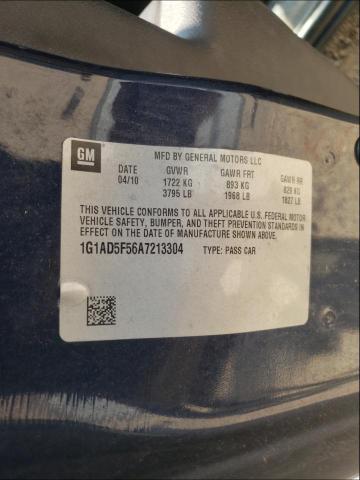 GM
MFD BY GENERAL MOTORS LLC
DATE GVWR GAWR FRT GAWR RR
04/10 1722 KG 893 KG 829 KG
3795 LB 1968 LB 1827 LB
THIS VEHICLE CONFORMS TO ALL APPLICABLE U.S. FEDERAL MOTOR
VEHICLE SAFETY, BUMPER, AND THEFT PREVENTION STANDARDS
IN EFFECT ON THE DATE OF MANUFACTURE SHOWN ABOVE.
1G1AD5F56A7213304 TYPE: PASS CAR